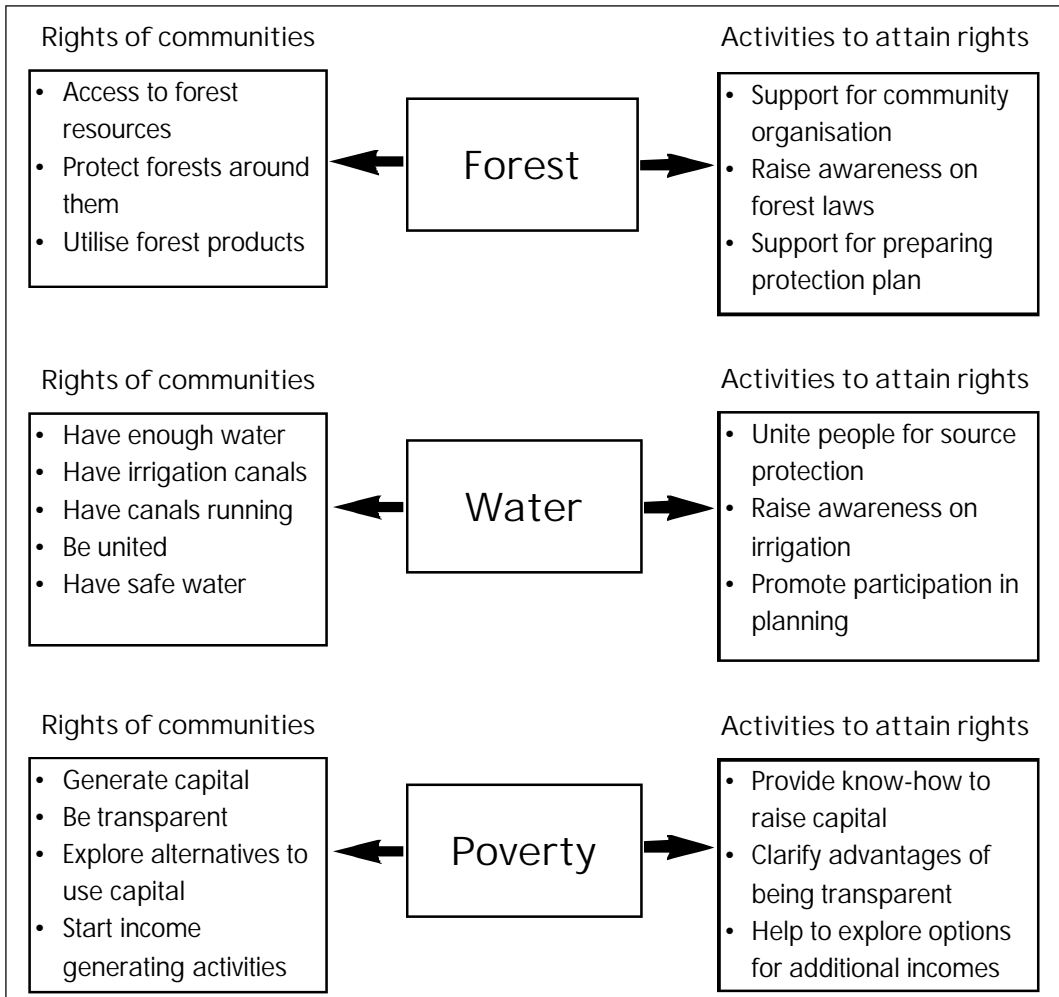 Rights of communities
• Access to forest
resources
• Protect forests around
them
• Utilise forest products
Forest
Activities to attain rights
• Support for community
organisation
• Raise awareness on
forest laws
• Support for preparing
protection plan
Rights of communities
• Have enough water
• Have irrigation canals
• Have canals running
• Be united
• Have safe water
Water
Activities to attain rights
• Unite people for source
protection
• Raise awareness on
irrigation
• Promote participation in
planning
Rights of communities
• Generate capital
• Be transparent
• Explore alternatives to
use capital
• Start income
generating activities
Poverty
Activities to attain rights
• Provide know-how to
raise capital
• Clarify advantages of
being transparent
• Help to explore options
for additional incomes